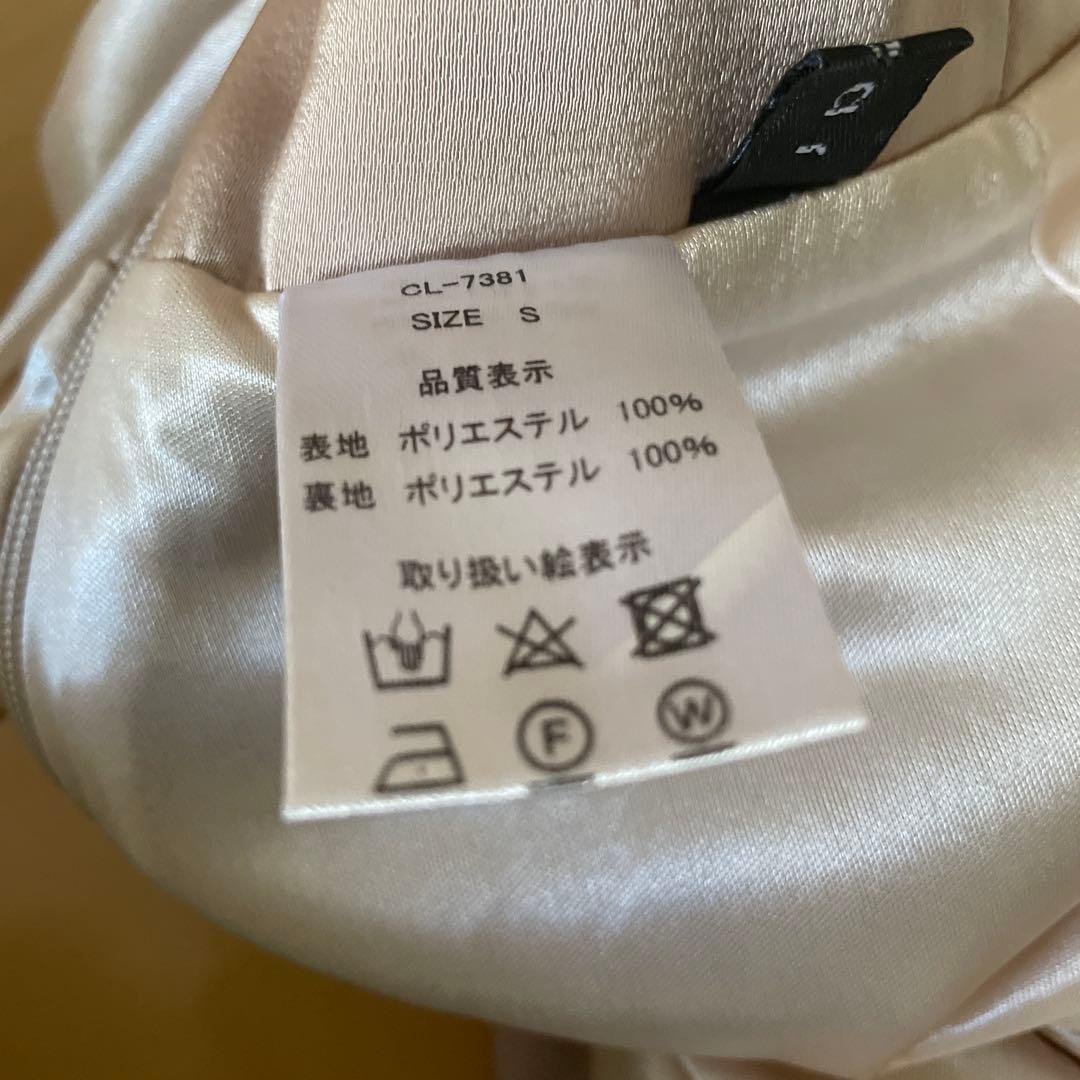 CL-7381
SIZE S
品質表示
表地 ポリエステル 100%
裏地 ポリエステル 100%
取り扱い絵表示
F
W